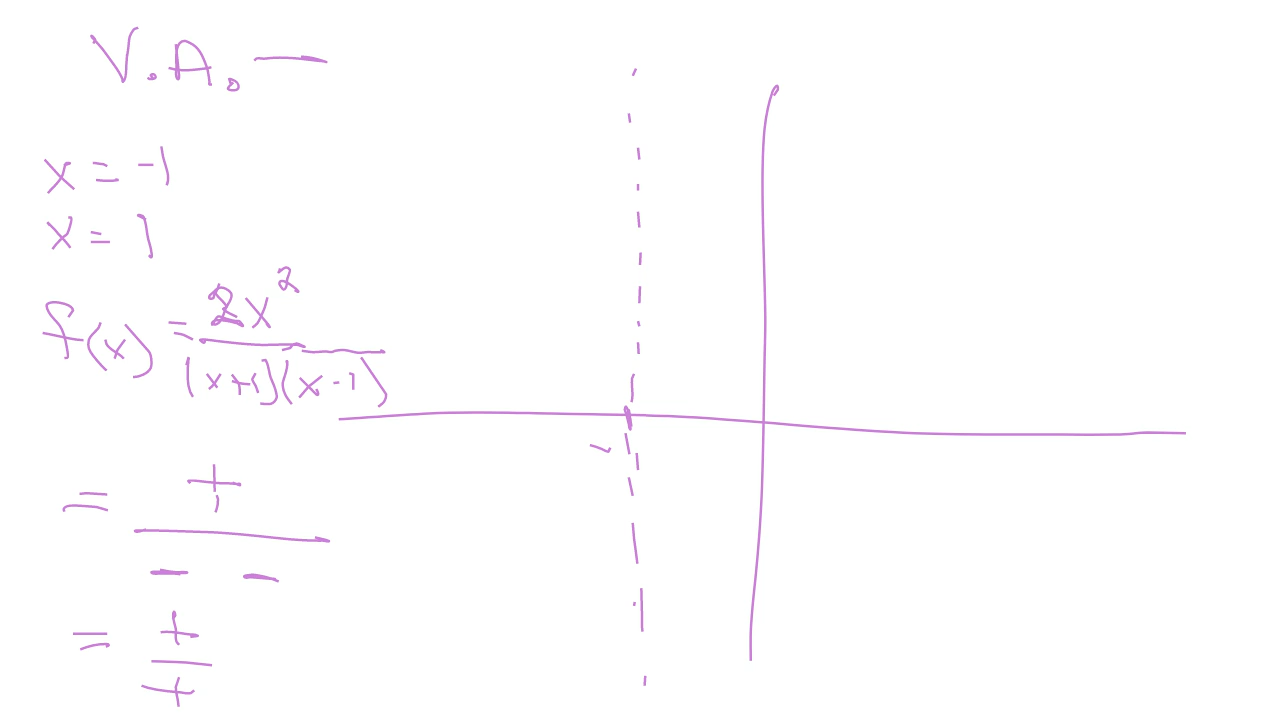 V.A. —
x = -1
x = 1
f(x) = 2x²/((x+1)(x-1))
= +/(- -)
= +/+